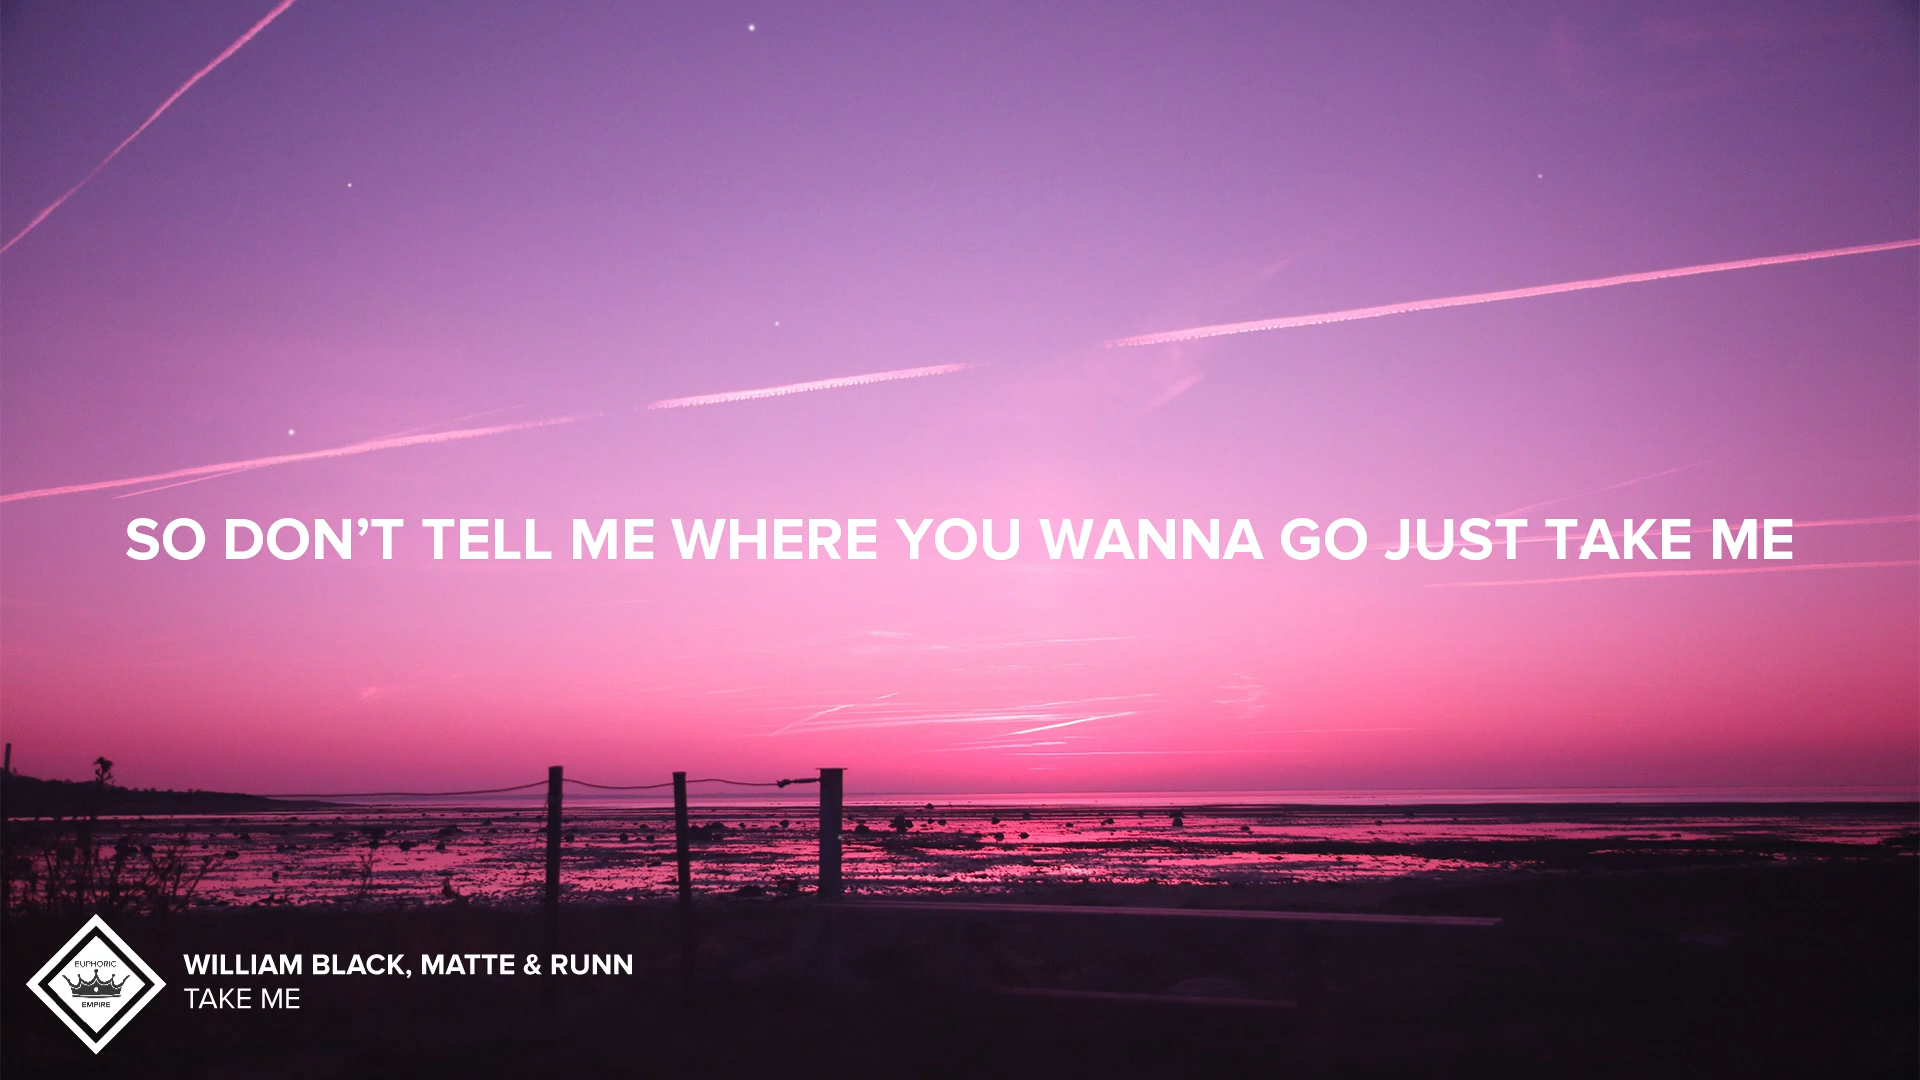 SO DON’T TELL ME WHERE YOU WANNA GO JUST TAKE ME
EUPHORIC
EMPIRE
WILLIAM BLACK, MATTE & RUNN
TAKE ME